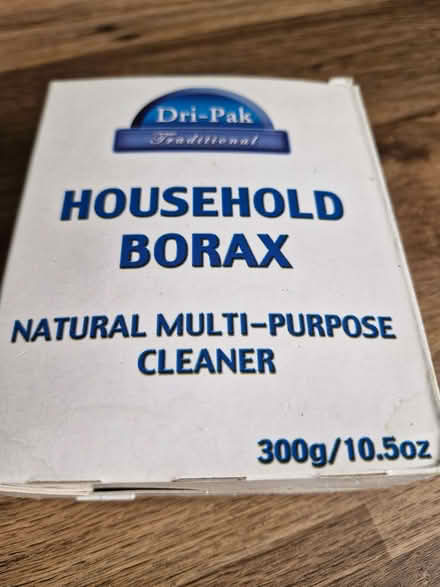 Dri-Pak
Traditional
HOUSEHOLD
BORAX
NATURAL MULTI-PURPOSE
CLEANER
300g/10.5oz